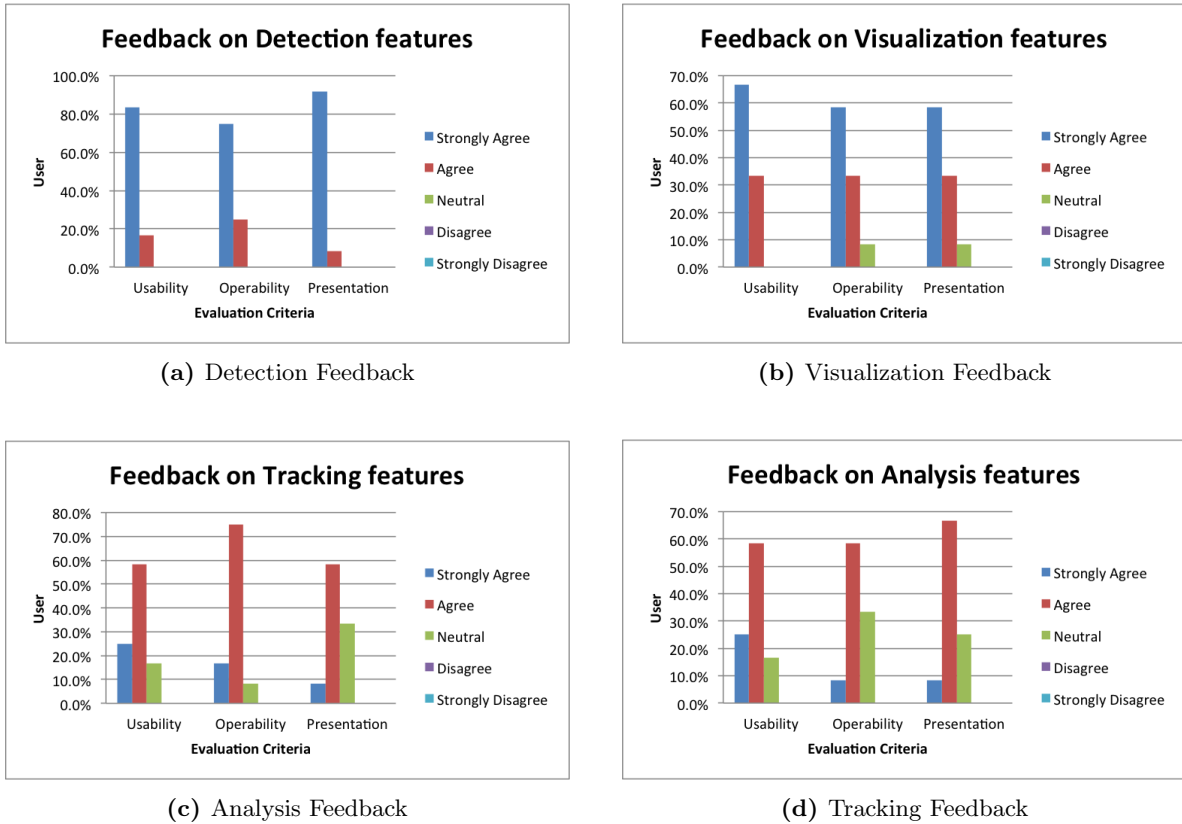 Feedback on Detection features
100.0%
80.0%
60.0%
40.0%
20.0%
0.0%
User
Usability Operability Presentation
Evaluation Criteria
Strongly Agree
Agree
Neutral
Disagree
Strongly Disagree
(a) Detection Feedback
Feedback on Visualization features
70.0%
60.0%
50.0%
40.0%
30.0%
20.0%
10.0%
0.0%
User
Usability Operability Presentation
Evaluation Criteria
Strongly Agree
Agree
Neutral
Disagree
Strongly Disagree
(b) Visualization Feedback
Feedback on Tracking features
80.0%
70.0%
60.0%
50.0%
40.0%
30.0%
20.0%
10.0%
0.0%
User
Usability Operability Presentation
Evaluation Criteria
Strongly Agree
Agree
Neutral
Disagree
Strongly Disagree
(c) Analysis Feedback
Feedback on Analysis features
70.0%
60.0%
50.0%
40.0%
30.0%
20.0%
10.0%
0.0%
User
Usability Operability Presentation
Evaluation Criteria
Strongly Agree
Agree
Neutral
Disagree
Strongly Disagree
(d) Tracking Feedback